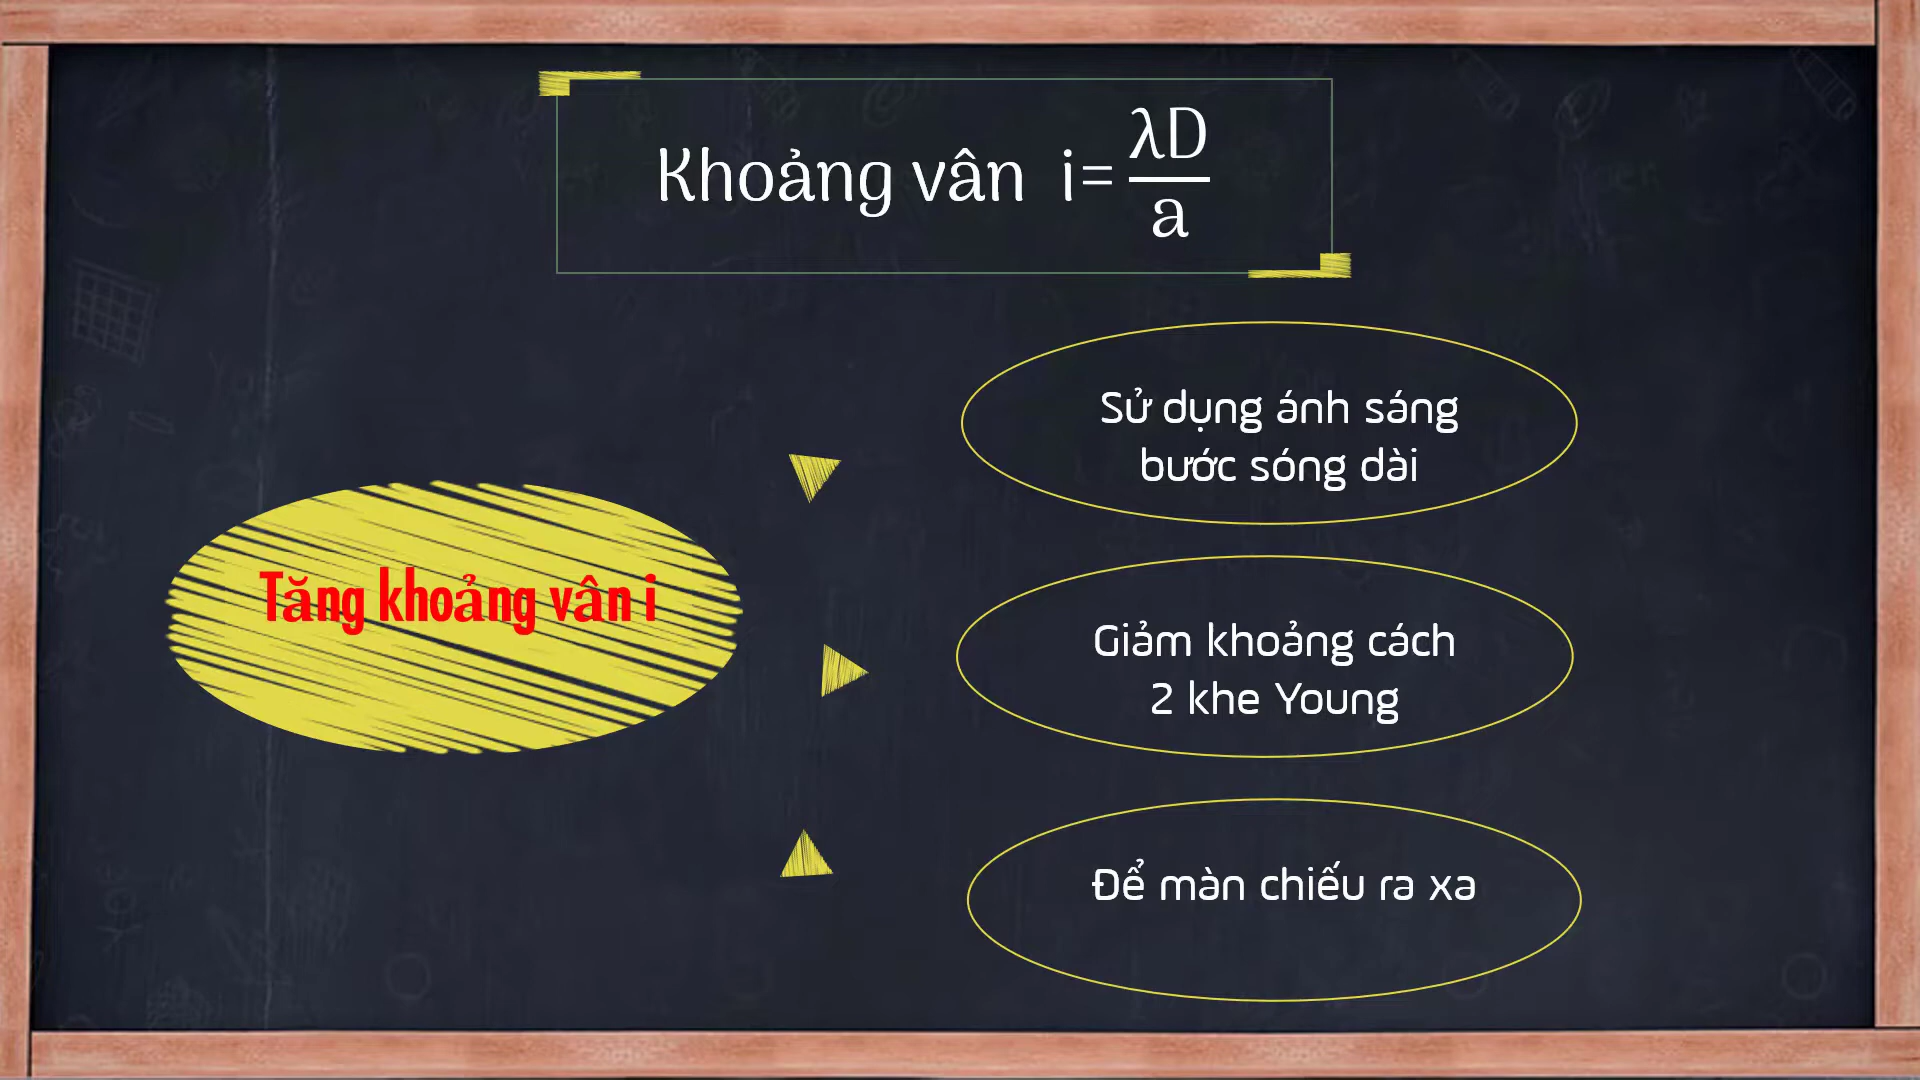 Khoảng vân i= λD/a
Tăng khoảng vân i
Sử dụng ánh sáng
bước sóng dài
Giảm khoảng cách
2 khe Young
Để màn chiếu ra xa